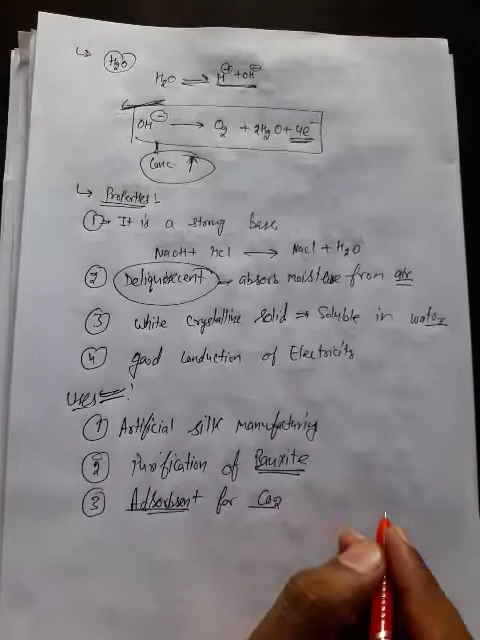 ↳ H₂O
H₂O ⇌ H⁺ + OH⁻
OH⁻ → O₂ + 2H₂O + 4e⁻
Conc. ↑
↳ Properties:
① It is a strong base
NaOH + HCl → NaCl + H₂O
② Deliquescent → absorb moisture from air
③ white crystalline solid ⇒ Soluble in water
④ good conduction of Electricity
Uses:
① Artificial silk manufacturing
② Purification of Bauxite
③ Adsorbsent for CO₂